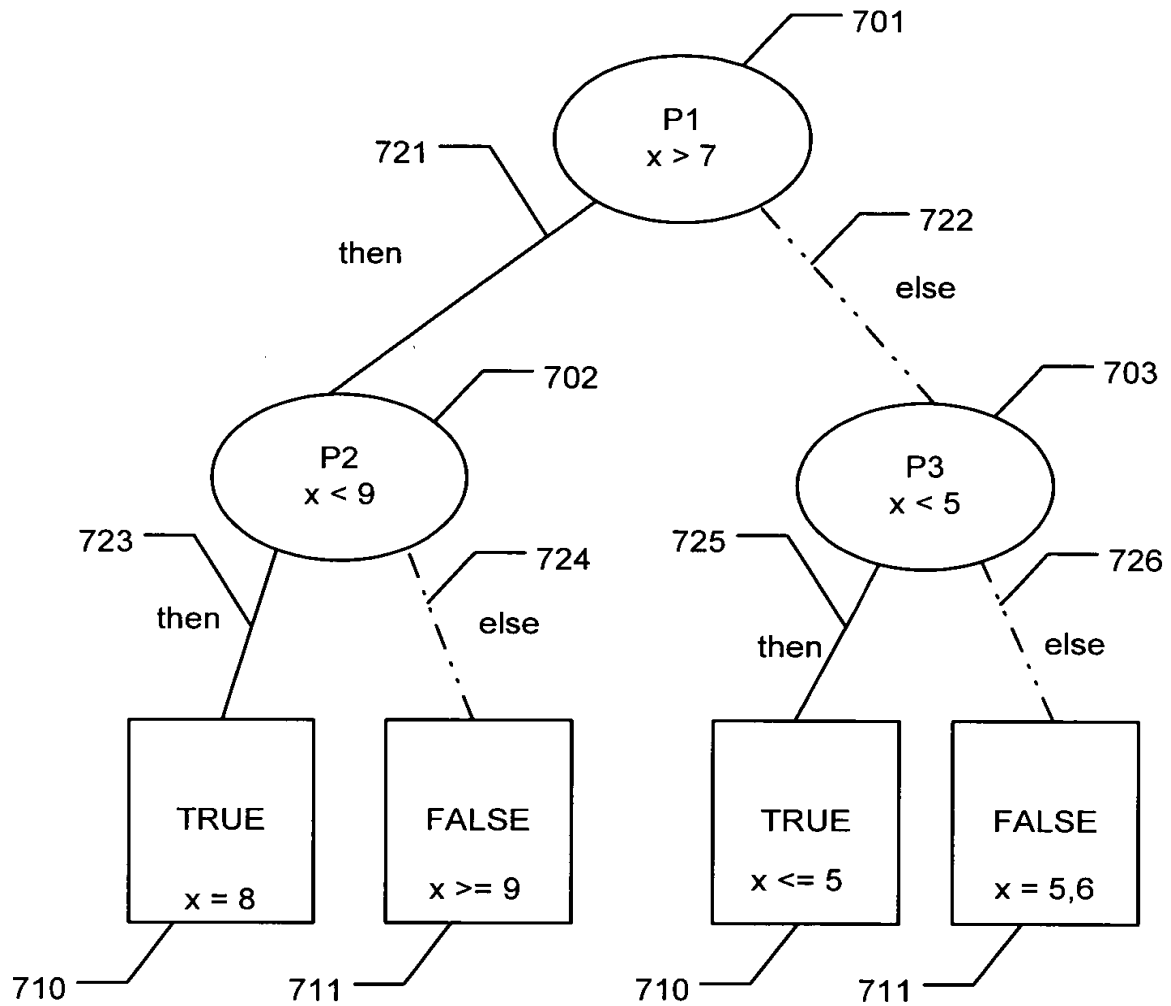 701
P1
x > 7
721
722
then
else
702
703
P2
x < 9
P3
x < 5
723
724
725
726
then
else
then
else
TRUE
x = 8
FALSE
x >= 9
TRUE
x <= 5
FALSE
x = 5,6
710
711
710
711